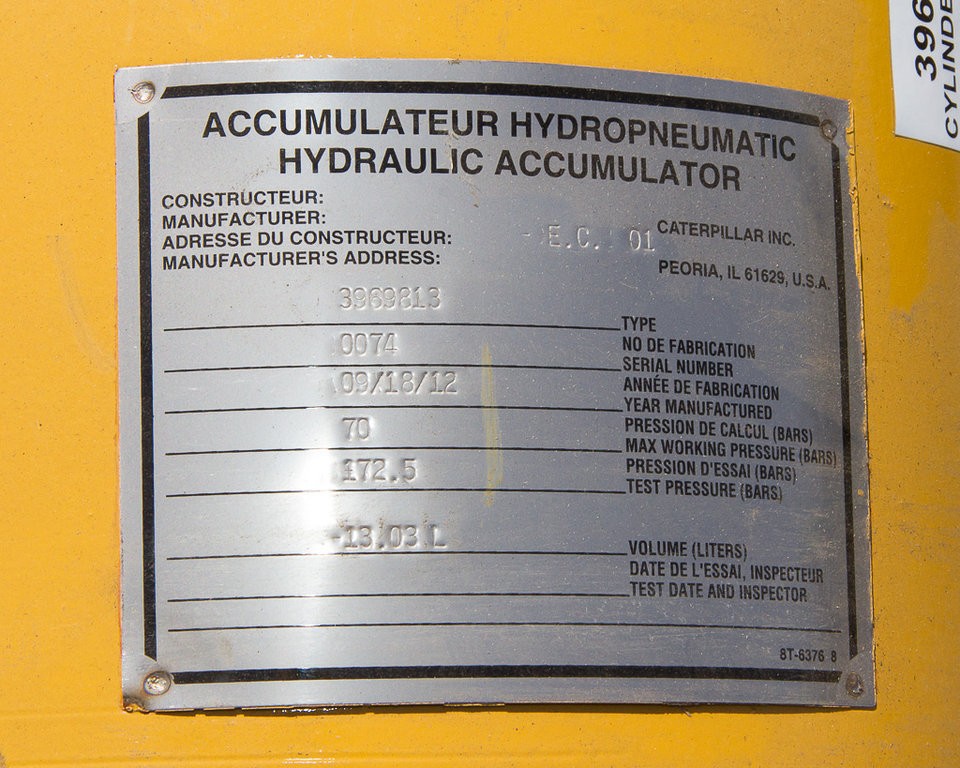 396
CYLINDE
ACCUMULATEUR HYDROPNEUMATIC
HYDRAULIC ACCUMULATOR
CONSTRUCTEUR:
MANUFACTURER:
ADRESSE DU CONSTRUCTEUR:
MANUFACTURER'S ADDRESS:
E.C. 01
CATERPILLAR INC.
PEORIA, IL 61629, U.S.A.
3969813
TYPE
0074
NO DE FABRICATION
SERIAL NUMBER
09/18/12
ANNÉE DE FABRICATION
YEAR MANUFACTURED
70
PRESSION DE CALCUL (BARS)
MAX WORKING PRESSURE (BARS)
172.5
PRESSION D'ESSAI (BARS)
TEST PRESSURE (BARS)
13.03 L
VOLUME (LITERS)
DATE DE L'ESSAI, INSPECTEUR
TEST DATE AND INSPECTOR
8T-6376 8